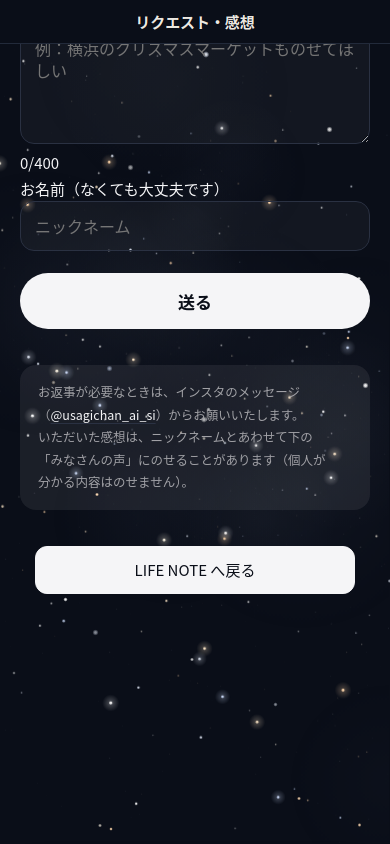 リクエスト・感想
例：横浜のクリスマスマーケットものせてほ
しい
0/400
お名前（なくても大丈夫です）
ニックネーム
送る
お返事が必要なときは、インスタのメッセージ
（@usagichan_ai_si）からお願いいたします。
いただいた感想は、ニックネームとあわせて下の
「みなさんの声」にのせることがあります（個人が
分かる内容はのせません）。
LIFE NOTE へ戻る